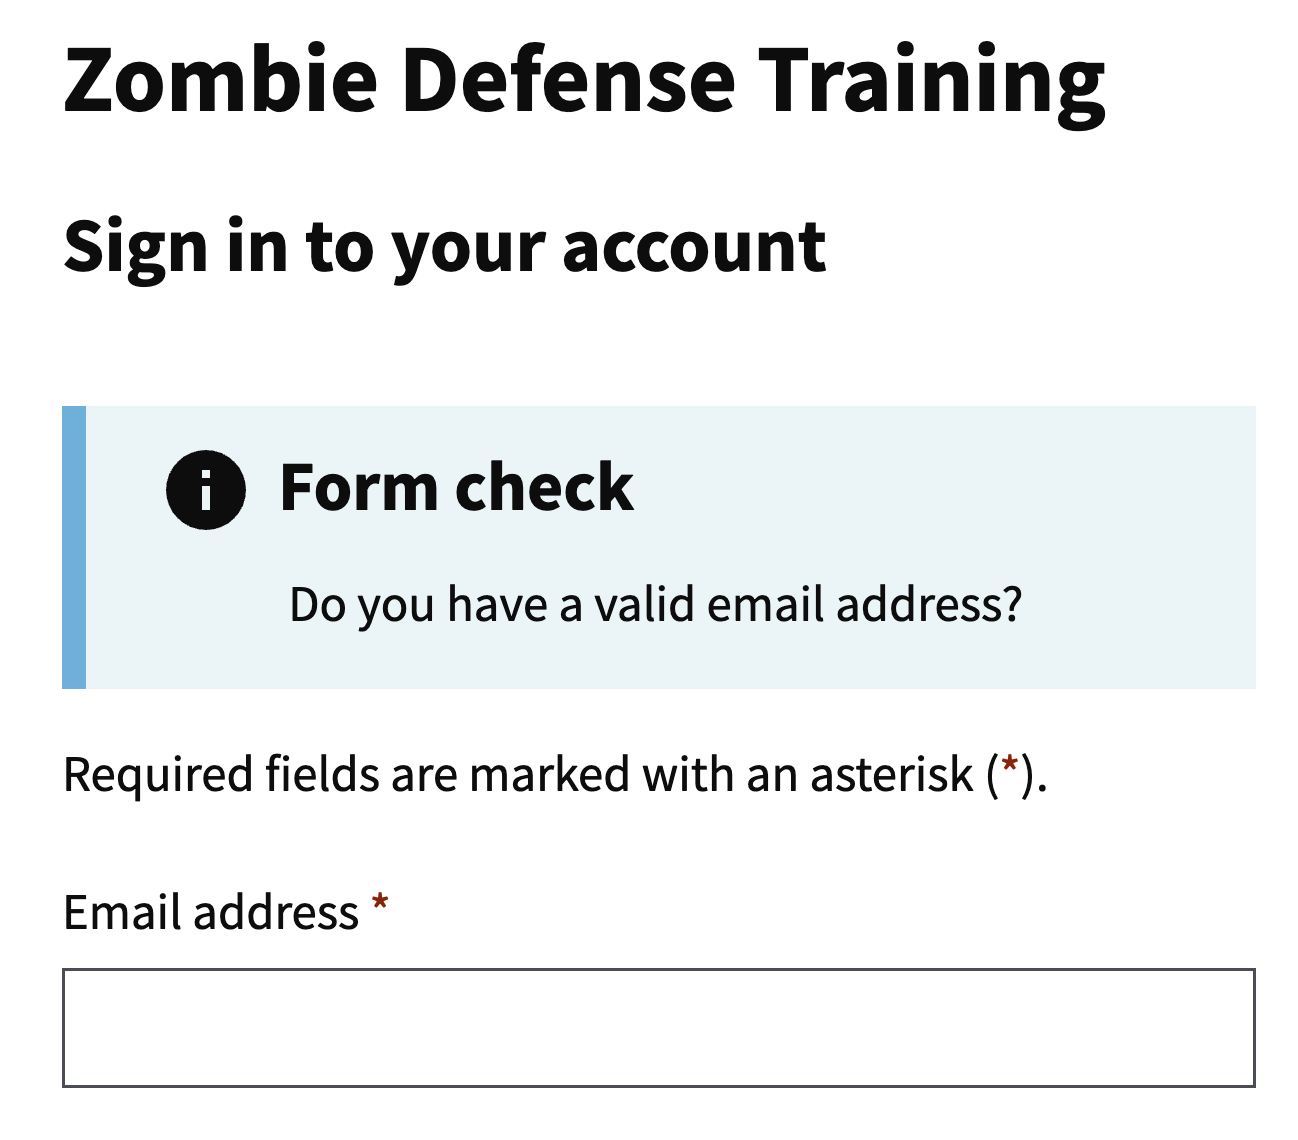 Zombie Defense Training
Sign in to your account
Form check
Do you have a valid email address?
Required fields are marked with an asterisk (*).
Email address *